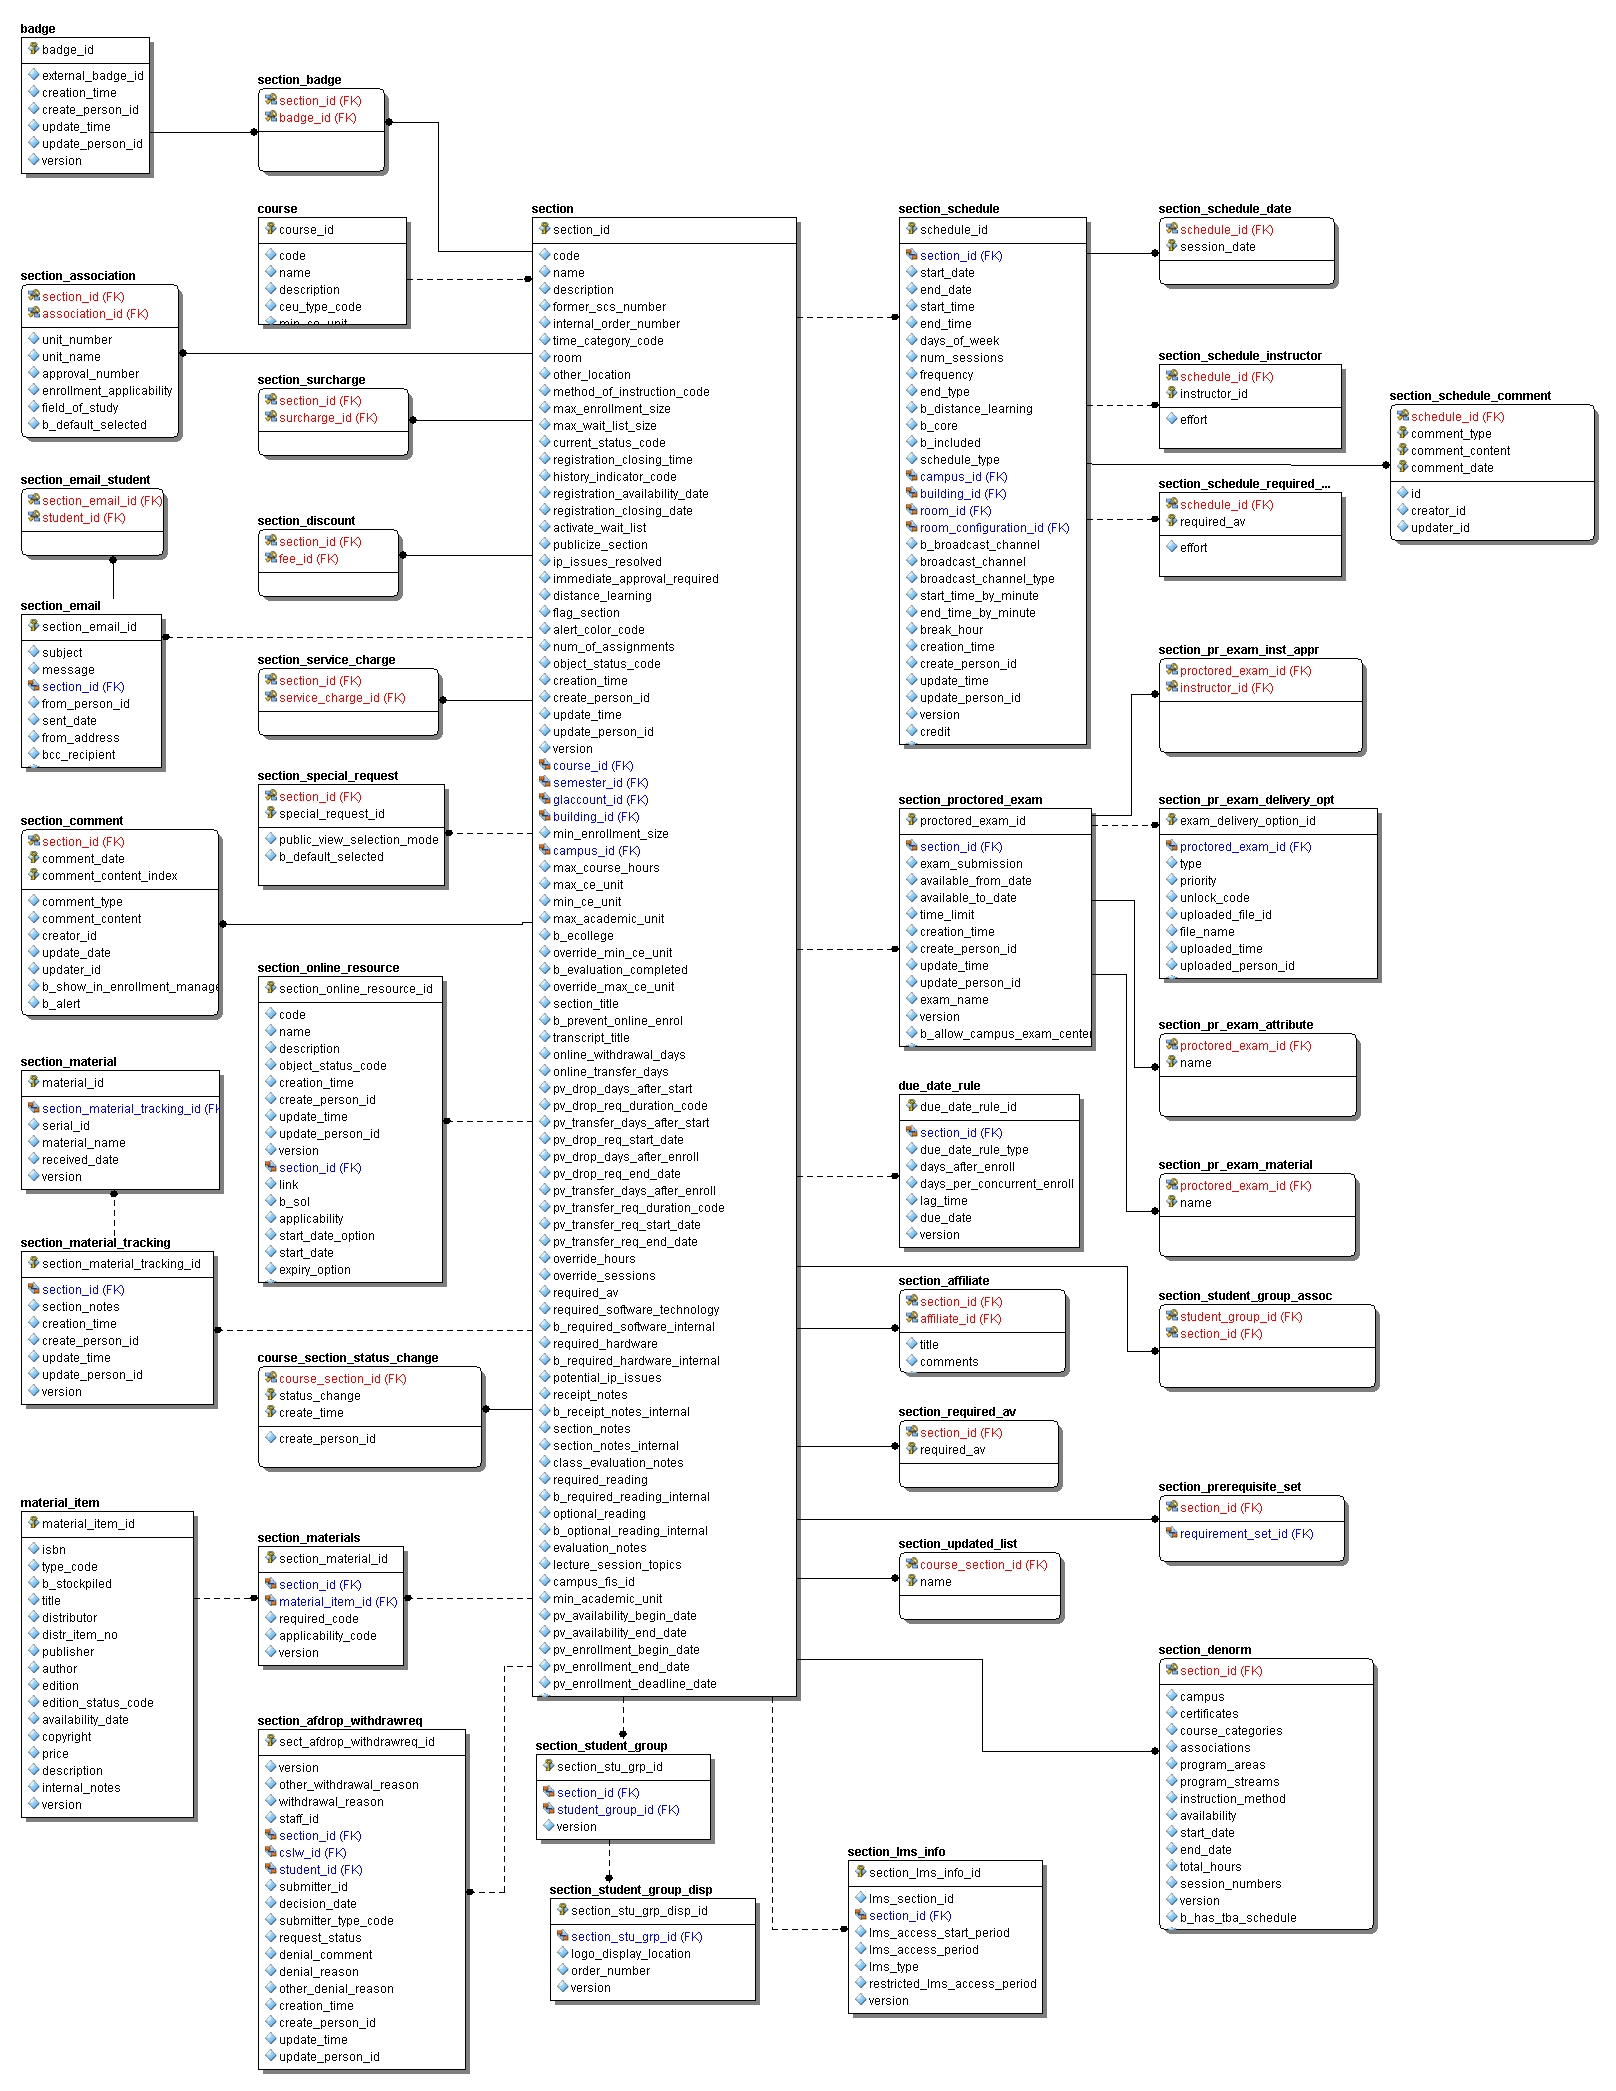 badge
badge_id
external_badge_id
creation_time
create_person_id
update_time
update_person_id
version
section_badge
section_id (FK)
badge_id (FK)
course
course_id
code
name
description
ceu_type_code
min_ce_unit
section_association
section_id (FK)
association_id (FK)
unit_number
unit_name
approval_number
enrollment_applicability
field_of_study
b_default_selected
section_surcharge
section_id (FK)
surcharge_id (FK)
section_email_student
section_email_id (FK)
student_id (FK)
section_discount
section_id (FK)
fee_id (FK)
section_email
section_email_id
subject
message
section_id (FK)
from_person_id
sent_date
from_address
bcc_recipient
section_service_charge
section_id (FK)
service_charge_id (FK)
section_special_request
section_id (FK)
special_request_id
public_view_selection_mode
b_default_selected
section_comment
section_id (FK)
comment_date
comment_content_index
comment_type
comment_content
creator_id
update_date
updater_id
b_show_in_enrollment_manage
b_alert
section_online_resource
section_online_resource_id
code
name
description
object_status_code
creation_time
create_person_id
update_time
update_person_id
version
section_id (FK)
link
b_sol
applicability
start_date_option
start_date
expiry_option
section_material
material_id
section_material_tracking_id (FK
serial_id
material_name
received_date
version
section_material_tracking
section_material_tracking_id
section_id (FK)
section_notes
creation_time
create_person_id
update_time
update_person_id
version
course_section_status_change
course_section_id (FK)
status_change
create_time
create_person_id
material_item
material_item_id
isbn
type_code
b_stockpiled
title
distributor
distr_item_no
publisher
author
edition
edition_status_code
availability_date
copyright
price
description
internal_notes
version
section_materials
section_material_id
section_id (FK)
material_item_id (FK)
required_code
applicability_code
version
section_afdrop_withdrawreq
sect_afdrop_withdrawreq_id
version
other_withdrawal_reason
withdrawal_reason
staff_id
section_id (FK)
cslw_id (FK)
student_id (FK)
submitter_id
decision_date
submitter_type_code
request_status
denial_comment
denial_reason
other_denial_reason
creation_time
create_person_id
update_time
update_person_id
section
section_id
code
name
description
former_scs_number
internal_order_number
time_category_code
room
other_location
method_of_instruction_code
max_enrollment_size
max_wait_list_size
current_status_code
registration_closing_time
history_indicator_code
registration_availability_date
registration_closing_date
activate_wait_list
publicize_section
ip_issues_resolved
immediate_approval_required
distance_learning
flag_section
alert_color_code
num_of_assignments
object_status_code
creation_time
create_person_id
update_time
update_person_id
version
course_id (FK)
semester_id (FK)
glaccount_id (FK)
building_id (FK)
min_enrollment_size
campus_id (FK)
max_course_hours
max_ce_unit
min_ce_unit
max_academic_unit
b_ecollege
override_min_ce_unit
b_evaluation_completed
override_max_ce_unit
section_title
b_prevent_online_enrol
transcript_title
online_withdrawal_days
online_transfer_days
pv_drop_days_after_start
pv_drop_req_duration_code
pv_transfer_days_after_start
pv_drop_req_start_date
pv_drop_days_after_enroll
pv_drop_req_end_date
pv_transfer_days_after_enroll
pv_transfer_req_duration_code
pv_transfer_req_start_date
pv_transfer_req_end_date
override_hours
override_sessions
required_av
required_software_technology
b_required_software_internal
required_hardware
b_required_hardware_internal
potential_ip_issues
receipt_notes
b_receipt_notes_internal
section_notes
section_notes_internal
class_evaluation_notes
required_reading
b_required_reading_internal
optional_reading
b_optional_reading_internal
evaluation_notes
lecture_session_topics
campus_fis_id
min_academic_unit
pv_availability_begin_date
pv_availability_end_date
pv_enrollment_begin_date
pv_enrollment_end_date
pv_enrollment_deadline_date
section_student_group
section_stu_grp_id
section_id (FK)
student_group_id (FK)
version
section_student_group_disp
section_stu_grp_disp_id
section_stu_grp_id (FK)
logo_display_location
order_number
version
section_schedule
schedule_id
section_id (FK)
start_date
end_date
start_time
end_time
days_of_week
num_sessions
frequency
end_type
b_distance_learning
b_core
b_included
schedule_type
campus_id (FK)
building_id (FK)
room_id (FK)
room_configuration_id (FK)
b_broadcast_channel
broadcast_channel
broadcast_channel_type
start_time_by_minute
end_time_by_minute
break_hour
creation_time
create_person_id
update_time
update_person_id
version
credit
section_schedule_date
schedule_id (FK)
session_date
section_schedule_instructor
schedule_id (FK)
instructor_id
effort
section_schedule_comment
schedule_id (FK)
comment_type
comment_content
comment_date
id
creator_id
updater_id
section_schedule_required_...
schedule_id (FK)
required_av
effort
section_pr_exam_inst_appr
proctored_exam_id (FK)
instructor_id (FK)
section_proctored_exam
proctored_exam_id
section_id (FK)
exam_submission
available_from_date
available_to_date
time_limit
creation_time
create_person_id
update_time
update_person_id
exam_name
version
b_allow_campus_exam_center
section_pr_exam_delivery_opt
exam_delivery_option_id
proctored_exam_id (FK)
type
priority
unlock_code
uploaded_file_id
file_name
uploaded_time
uploaded_person_id
section_pr_exam_attribute
proctored_exam_id (FK)
name
due_date_rule
due_date_rule_id
section_id (FK)
due_date_rule_type
days_after_enroll
days_per_concurrent_enroll
lag_time
due_date
version
section_pr_exam_material
proctored_exam_id (FK)
name
section_affiliate
section_id (FK)
affiliate_id (FK)
title
comments
section_student_group_assoc
student_group_id (FK)
section_id (FK)
section_required_av
section_id (FK)
required_av
section_prerequisite_set
section_id (FK)
requirement_set_id (FK)
section_updated_list
course_section_id (FK)
name
section_denorm
section_id (FK)
campus
certificates
course_categories
associations
program_areas
program_streams
instruction_method
availability
start_date
end_date
total_hours
session_numbers
version
b_has_tba_schedule
section_lms_info
section_lms_info_id
lms_section_id
section_id (FK)
lms_access_start_period
lms_access_period
lms_type
restricted_lms_access_period
version